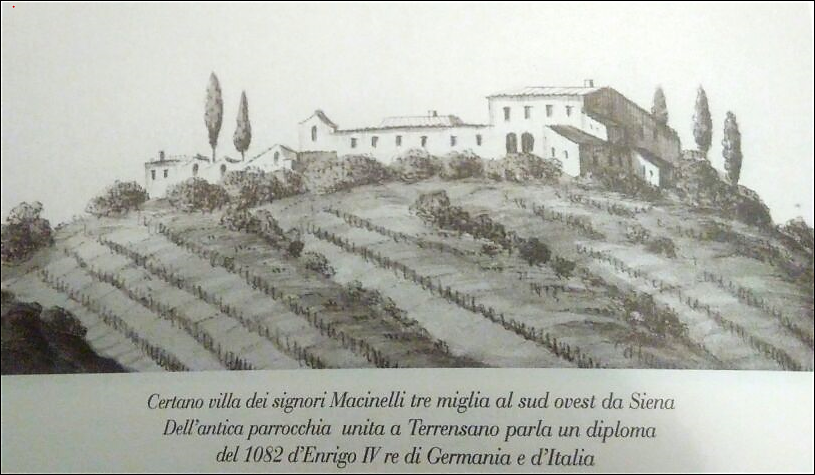 Certano villa dei signori Macinelli tre miglia al sud ovest da Siena
Dell'antica parrocchia unita a Terrensano parla un diploma
del 1082 d'Enrigo IV re di Germania e d'Italia